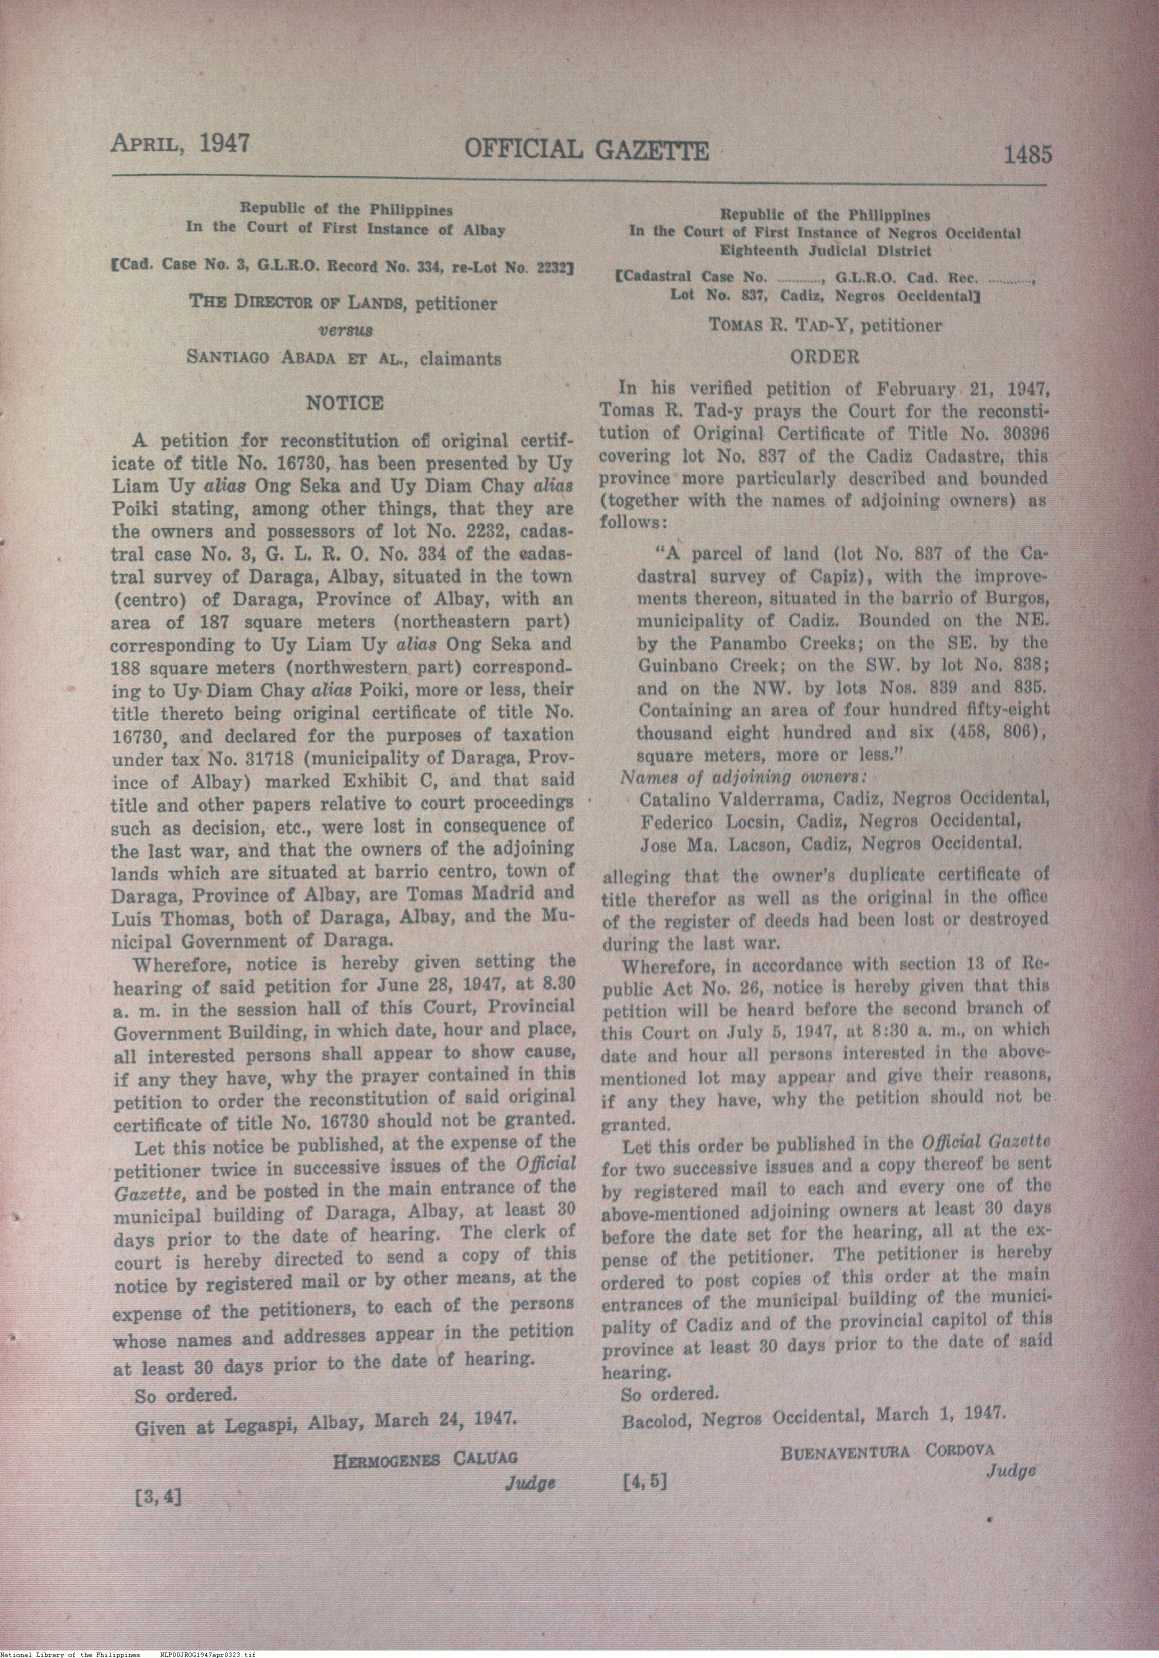 APRIL, 1947
OFFICIAL GAZETTE
1485
Republic of the Philippines
In the Court of First Instance of Albay
[Cad. Case No. 3, G.L.R.O. Record No. 334, re-Lot No. 2232]
THE DIRECTOR OF LANDS, petitioner
versus
SANTIAGO ABADA ET AL., claimants
NOTICE
A petition for reconstitution of original certif-
icate of title No. 16730, has been presented by Uy
Liam Uy alias Ong Seka and Uy Diam Chay alias
Poiki stating, among other things, that they are
the owners and possessors of lot No. 2232, cadas-
tral case No. 3, G. L. R. O. No. 334 of the cadas-
tral survey of Daraga, Albay, situated in the town
(centro) of Daraga, Province of Albay, with an
area of 187 square meters (northeastern part)
corresponding to Uy Liam Uy alias Ong Seka and
188 square meters (northwestern part) correspond-
ing to Uy Diam Chay alias Poiki, more or less, their
title thereto being original certificate of title No.
16730, and declared for the purposes of taxation
under tax No. 31718 (municipality of Daraga, Prov-
ince of Albay) marked Exhibit C, and that said
title and other papers relative to court proceedings
such as decision, etc., were lost in consequence of
the last war, and that the owners of the adjoining
lands which are situated at barrio centro, town of
Daraga, Province of Albay, are Tomas Madrid and
Luis Thomas, both of Daraga, Albay, and the Mu-
nicipal Government of Daraga.
Wherefore, notice is hereby given setting the
hearing of said petition for June 28, 1947, at 8.30
a. m. in the session hall of this Court, Provincial
Government Building, in which date, hour and place,
all interested persons shall appear to show cause,
if any they have, why the prayer contained in this
petition to order the reconstitution of said original
certificate of title No. 16730 should not be granted.
Let this notice be published, at the expense of the
petitioner twice in successive issues of the Official
Gazette, and be posted in the main entrance of the
municipal building of Daraga, Albay, at least 30
days prior to the date of hearing. The clerk of
court is hereby directed to send a copy of this
notice by registered mail or by other means, at the
expense of the petitioners, to each of the persons
whose names and addresses appear in the petition
at least 30 days prior to the date of hearing.
So ordered.
Given at Legaspi, Albay, March 24, 1947.
HERMOGENES CALUAG
Judge
[3, 4]
Republic of the Philippines
In the Court of First Instance of Negros Occidental
Eighteenth Judicial District
[Cadastral Case No. ..........., G.L.R.O. Cad. Rec. ...........,
Lot No. 837, Cadiz, Negros Occidental]
TOMAS R. TAD-Y, petitioner
ORDER
In his verified petition of February 21, 1947,
Tomas R. Tad-y prays the Court for the reconsti-
tution of Original Certificate of Title No. 30396
covering lot No. 837 of the Cadiz Cadastre, this
province more particularly described and bounded
(together with the names of adjoining owners) as
follows:
"A parcel of land (lot No. 837 of the Ca-
dastral survey of Capiz), with the improve-
ments thereon, situated in the barrio of Burgos,
municipality of Cadiz. Bounded on the NE.
by the Panambo Creeks; on the SE. by the
Guinbano Creek; on the SW. by lot No. 838;
and on the NW. by lots Nos. 839 and 835.
Containing an area of four hundred fifty-eight
thousand eight hundred and six (458, 806),
square meters, more or less."
Names of adjoining owners:
Catalino Valderrama, Cadiz, Negros Occidental,
Federico Locsin, Cadiz, Negros Occidental,
Jose Ma. Lacson, Cadiz, Negros Occidental.
alleging that the owner's duplicate certificate of
title therefor as well as the original in the office
of the register of deeds had been lost or destroyed
during the last war.
Wherefore, in accordance with section 13 of Re-
public Act No. 26, notice is hereby given that this
petition will be heard before the second branch of
this Court on July 5, 1947, at 8:30 a. m., on which
date and hour all persons interested in the above-
mentioned lot may appear and give their reasons,
if any they have, why the petition should not be
granted.
Let this order be published in the Official Gazette
for two successive issues and a copy thereof be sent
by registered mail to each and every one of the
above-mentioned adjoining owners at least 30 days
before the date set for the hearing, all at the ex-
pense of the petitioner. The petitioner is hereby
ordered to post copies of this order at the main
entrances of the municipal building of the munici-
pality of Cadiz and of the provincial capitol of this
province at least 30 days prior to the date of said
hearing.
So ordered.
Bacolod, Negros Occidental, March 1, 1947.
BUENAVENTURA CORDOVA
Judge
[4, 5]
National Library of the Philippines NLP00JROG1947apr0323.tif